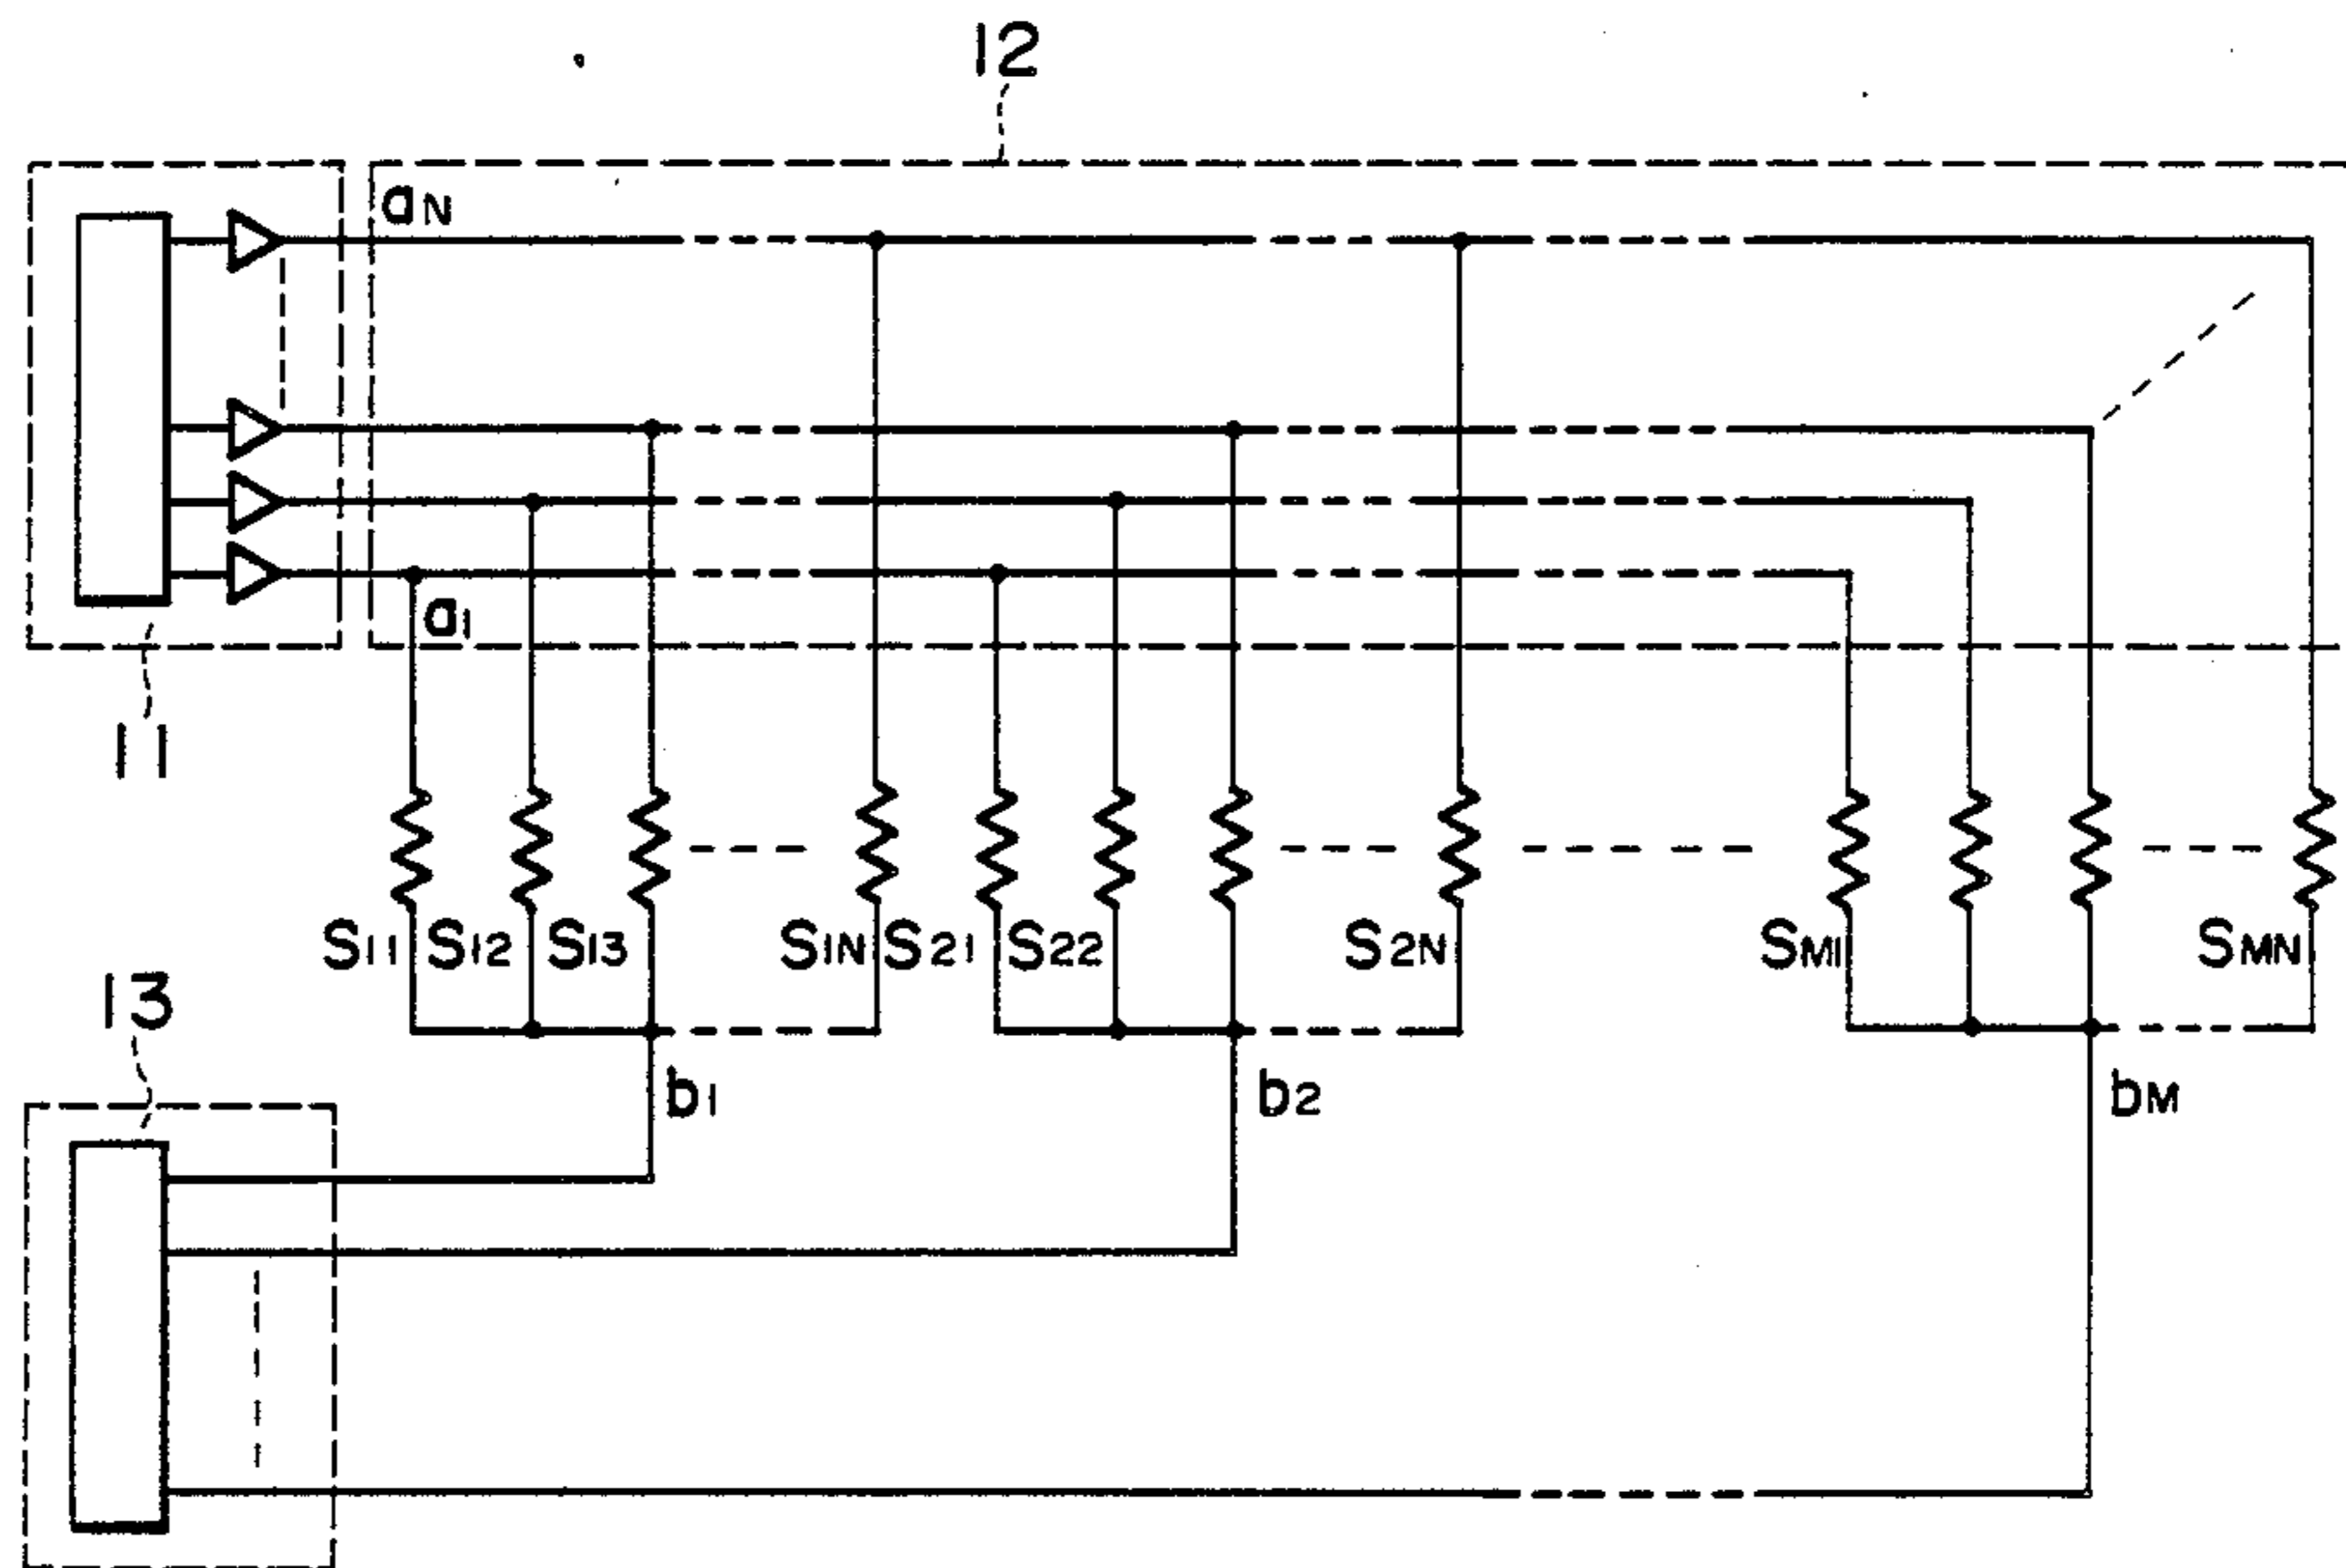 12
aN
a1
11
S11 S12 S13 S1N S21 S22 S2N SM1 SMN
13
b1 b2 bM